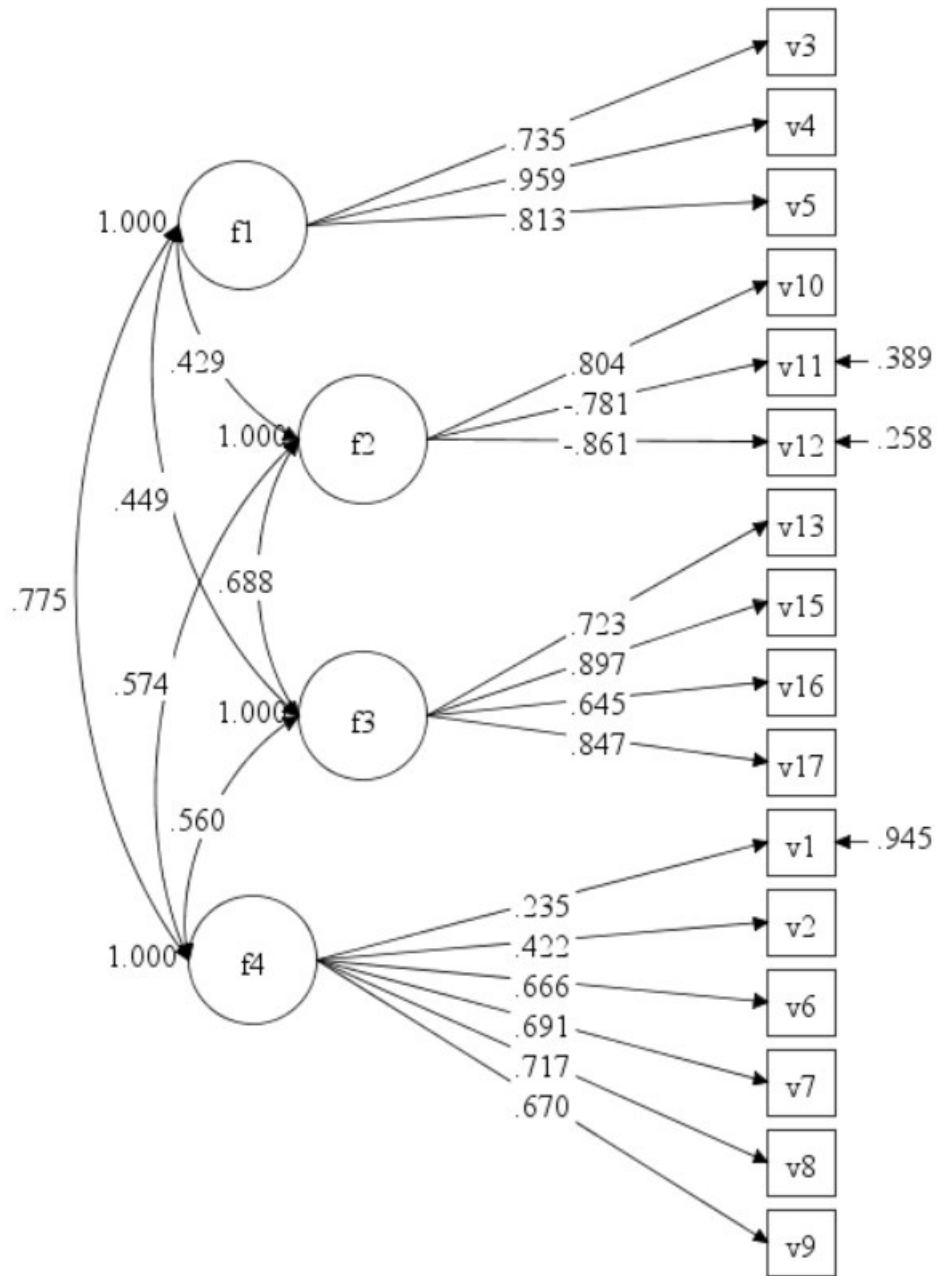 v3
.735
v4
.959
v5
.813
1.000
f1
v10
.804
v11
.389
-.781
v12
.258
-.861
.429
1.000
f2
v13
.723
v15
.897
v16
.645
v17
.847
.449
.688
.775
.574
1.000
f3
.560
v1
.945
.235
v2
.422
v6
.666
v7
.691
v8
.717
v9
.670
1.000
f4